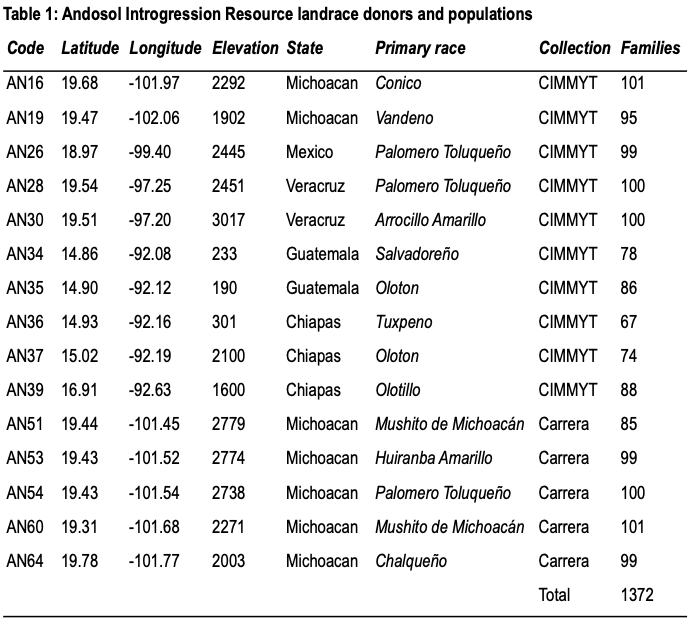 Table 1: Andosol Introgression Resource landrace donors and populations
Code Latitude Longitude Elevation State Primary race Collection Families
AN16 19.68 -101.97 2292 Michoacan Conico CIMMYT 101
AN19 19.47 -102.06 1902 Michoacan Vandeno CIMMYT 95
AN26 18.97 -99.40 2445 Mexico Palomero Toluqueño CIMMYT 99
AN28 19.54 -97.25 2451 Veracruz Palomero Toluqueño CIMMYT 100
AN30 19.51 -97.20 3017 Veracruz Arrocillo Amarillo CIMMYT 100
AN34 14.86 -92.08 233 Guatemala Salvadoreño CIMMYT 78
AN35 14.90 -92.12 190 Guatemala Oloton CIMMYT 86
AN36 14.93 -92.16 301 Chiapas Tuxpeno CIMMYT 67
AN37 15.02 -92.19 2100 Chiapas Oloton CIMMYT 74
AN39 16.91 -92.63 1600 Chiapas Olotillo CIMMYT 88
AN51 19.44 -101.45 2779 Michoacan Mushito de Michoacán Carrera 85
AN53 19.43 -101.52 2774 Michoacan Huiranba Amarillo Carrera 99
AN54 19.43 -101.54 2738 Michoacan Palomero Toluqueño Carrera 100
AN60 19.31 -101.68 2271 Michoacan Mushito de Michoacán Carrera 101
AN64 19.78 -101.77 2003 Michoacan Chalqueño Carrera 99
Total 1372